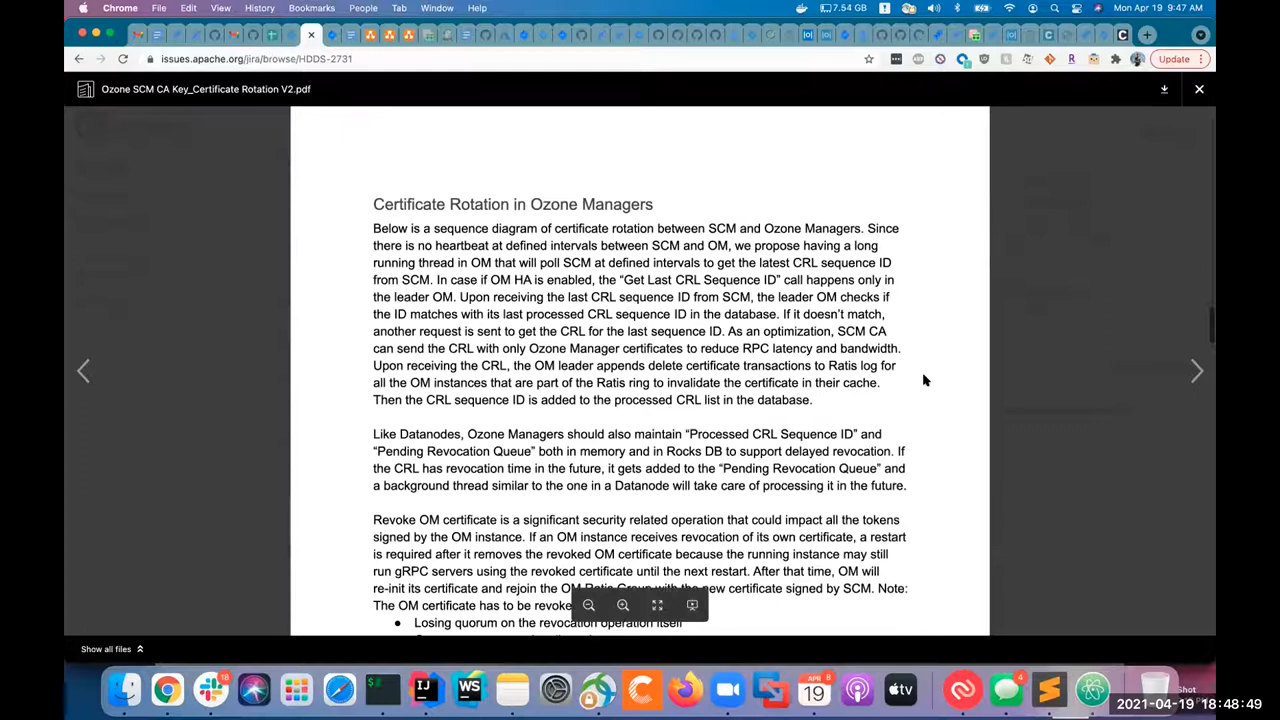 Chrome File Edit View History Bookmarks People Tab Window Help 7.54 GB Mon Apr 19 9:47 AM
issues.apache.org/jira/browse/HDDS-2731 Update
Ozone SCM CA Key_Certificate Rotation V2.pdf
Certificate Rotation in Ozone Managers
Below is a sequence diagram of certificate rotation between SCM and Ozone Managers. Since
there is no heartbeat at defined intervals between SCM and OM, we propose having a long
running thread in OM that will poll SCM at defined intervals to get the latest CRL sequence ID
from SCM. In case if OM HA is enabled, the “Get Last CRL Sequence ID” call happens only in
the leader OM. Upon receiving the last CRL sequence ID from SCM, the leader OM checks if
the ID matches with its last processed CRL sequence ID in the database. If it doesn’t match,
another request is sent to get the CRL for the last sequence ID. As an optimization, SCM CA
can send the CRL with only Ozone Manager certificates to reduce RPC latency and bandwidth.
Upon receiving the CRL, the OM leader appends delete certificate transactions to Ratis log for
all the OM instances that are part of the Ratis ring to invalidate the certificate in their cache.
Then the CRL sequence ID is added to the processed CRL list in the database.
Like Datanodes, Ozone Managers should also maintain “Processed CRL Sequence ID” and
“Pending Revocation Queue” both in memory and in Rocks DB to support delayed revocation. If
the CRL has revocation time in the future, it gets added to the “Pending Revocation Queue” and
a background thread similar to the one in a Datanode will take care of processing it in the future.
Revoke OM certificate is a significant security related operation that could impact all the tokens
signed by the OM instance. If an OM instance receives revocation of its own certificate, a restart
is required after it removes the revoked OM certificate because the running instance may still
run gRPC servers using the revoked certificate until the next restart. After that time, OM will
re-init its certificate and rejoin the OM Ratis Group with the new certificate signed by SCM. Note:
The OM certificate has to be revoke
● Losing quorum on the revocation operation itself
Show all files
18 IJ WS APR 19 8 tv 4 Shot
2021-04-19 18:48:49